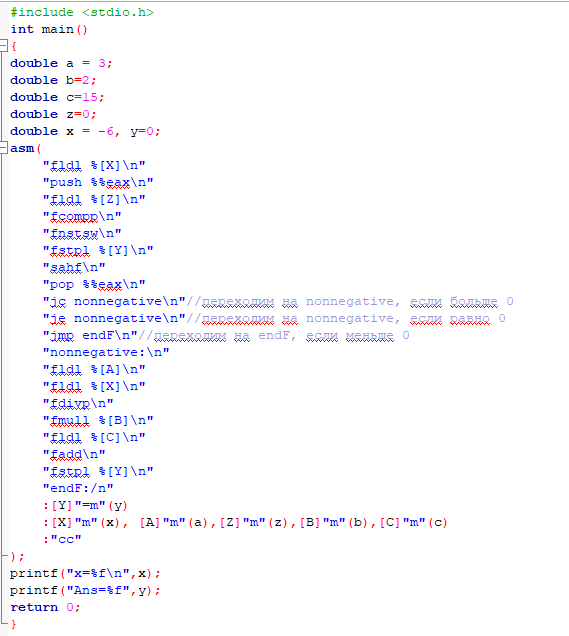 #include <stdio.h>
int main()
{
double a = 3;
double b=2;
double c=15;
double z=0;
double x = -6, y=0;
asm(
"fldl %[X]\n"
"push %%eax\n"
"fldl %[Z]\n"
"fcompp\n"
"fnstsw\n"
"fstpl %[Y]\n"
"sahf\n"
"pop %%eax\n"
"jc nonnegative\n"//переходим на nonnegative, если больше 0
"je nonnegative\n"//переходим на nonnegative, если равно 0
"jmp endF\n"//переходим на endF, если меньше 0
"nonnegative:\n"
"fldl %[A]\n"
"fldl %[X]\n"
"fdivp\n"
"fmull %[B]\n"
"fldl %[C]\n"
"fadd\n"
"fstpl %[Y]\n"
"endF:/n"
:[Y]"=m"(y)
:[X]"m"(x), [A]"m"(a),[Z]"m"(z),[B]"m"(b),[C]"m"(c)
:"cc"
);
printf("x=%f\n",x);
printf("Ans=%f",y);
return 0;
}